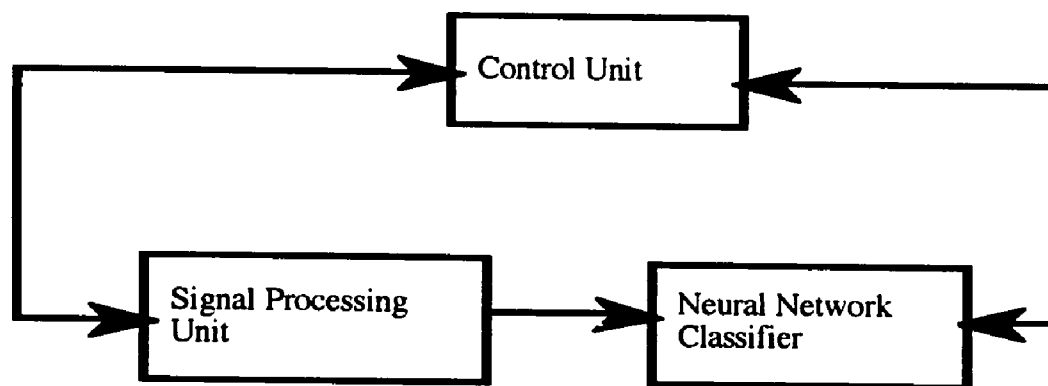 Control Unit
Signal Processing
Unit
Neural Network
Classifier